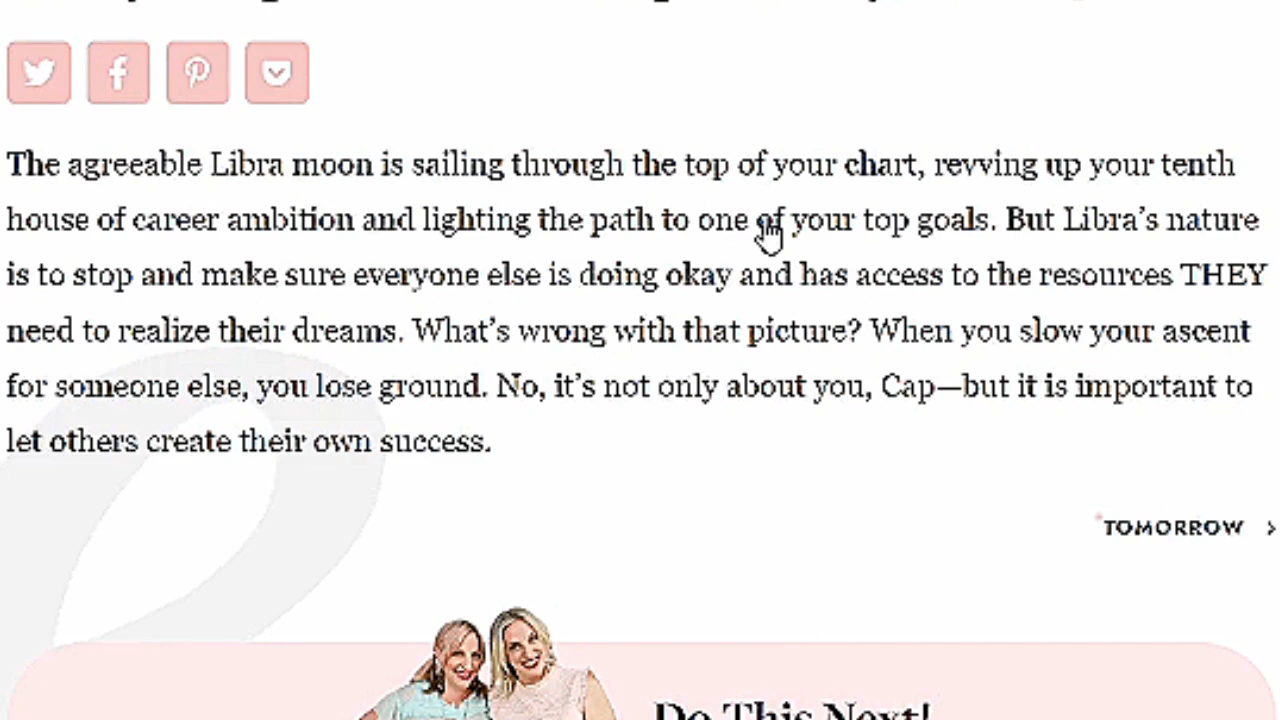 The agreeable Libra moon is sailing through the top of your chart, revving up your tenth
house of career ambition and lighting the path to one of your top goals. But Libra’s nature
is to stop and make sure everyone else is doing okay and has access to the resources THEY
need to realize their dreams. What’s wrong with that picture? When you slow your ascent
for someone else, you lose ground. No, it’s not only about you, Cap—but it is important to
let others create their own success.
TOMORROW >
Do This Next!